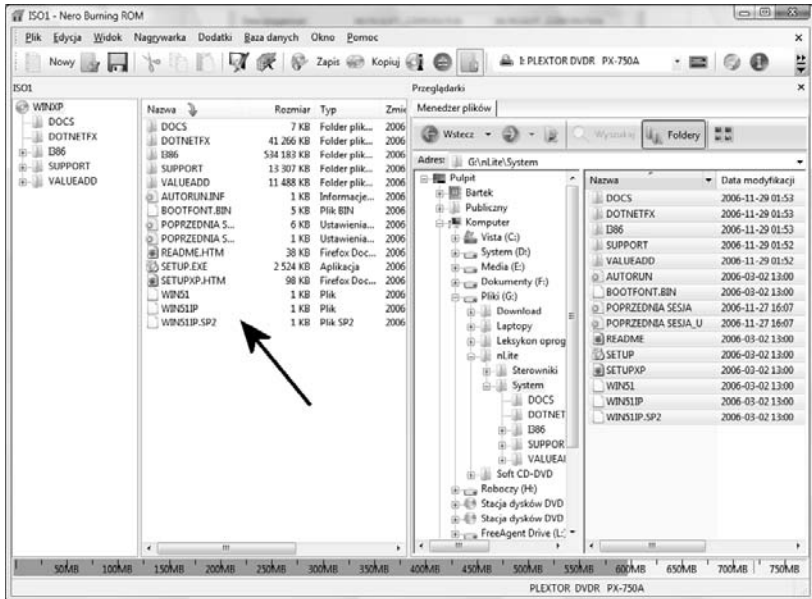 ISO1 - Nero Burning ROM
Plik Edycja Widok Nagrywarka Dodatki Baza danych Okno Pomoc
Nowy Zapis Kopiuj PLEXTOR DVDR PX-750A
ISO1
WINXP
DOCS
DOTNETFX
I386
SUPPORT
VALUEADD
Nazwa Rozmiar Typ Zmie
DOCS 7 KB Folder plik... 2006
DOTNETFX 41 266 KB Folder plik... 2006
I386 534 183 KB Folder plik... 2006
SUPPORT 13 307 KB Folder plik... 2006
VALUEADD 11 488 KB Folder plik... 2006
AUTORUN.INF 1 KB Informacje... 2006
BOOTFONT.BIN 5 KB Plik BIN 2006
POPRZEDNIA S... 6 KB Ustawienia... 2006
POPRZEDNIA S... 1 KB Ustawienia... 2006
README.HTM 38 KB Firefox Doc... 2006
SETUP.EXE 2 524 KB Aplikacja 2006
SETUPXP.HTM 98 KB Firefox Doc... 2006
WIN51 1 KB Plik 2006
WIN51IP 1 KB Plik 2006
WIN51IP.SP2 1 KB Plik SP2 2006
Przeglądarki
Menedżer plików
Wstecz Wyszukaj Foldery
Adres: G:\nLite\System
Pulpit
Bartek
Publiczny
Komputer
Vista (C:)
System (D:)
Media (E:)
Dokumenty (F:)
Pliki (G:)
Download
Laptopy
Leksykon oprog
nLite
Sterowniki
System
DOCS
DOTNET
I386
SUPPOR
VALUEAI
Soft CD-DVD
Roboczy (H:)
Stacja dysków DVD
Stacja dysków DVD
FreeAgent Drive (L:)
Nazwa Data modyfikacji
DOCS 2006-11-29 01:53
DOTNETFX 2006-11-29 01:53
I386 2006-11-29 01:53
SUPPORT 2006-11-29 01:52
VALUEADD 2006-11-29 01:52
AUTORUN 2006-03-02 13:00
BOOTFONT.BIN 2006-03-02 13:00
POPRZEDNIA SESJA 2006-11-27 16:07
POPRZEDNIA SESJA_U 2006-11-27 16:07
README 2006-03-02 13:00
SETUP 2006-03-02 13:00
SETUPXP 2006-03-02 13:00
WIN51 2006-03-02 13:00
WIN51IP 2006-03-02 13:00
WIN51IP.SP2 2006-03-02 13:00
50MB 100MB 150MB 200MB 250MB 300MB 350MB 400MB 450MB 500MB 550MB 600MB 650MB 700MB 750MB
PLEXTOR DVDR PX-750A